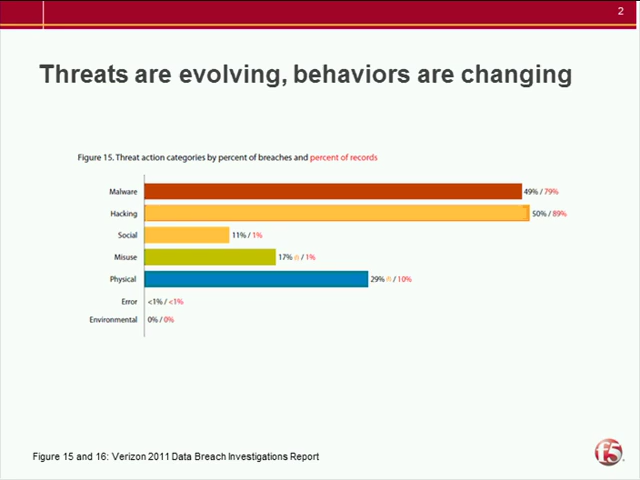 2
Threats are evolving, behaviors are changing
Figure 15. Threat action categories by percent of breaches and percent of records
Malware 49% / 79%
Hacking 50% / 89%
Social 11% / 1%
Misuse 17% / 1%
Physical 29% / 10%
Error <1% / <1%
Environmental 0% / 0%
Figure 15 and 16: Verizon 2011 Data Breach Investigations Report
f5